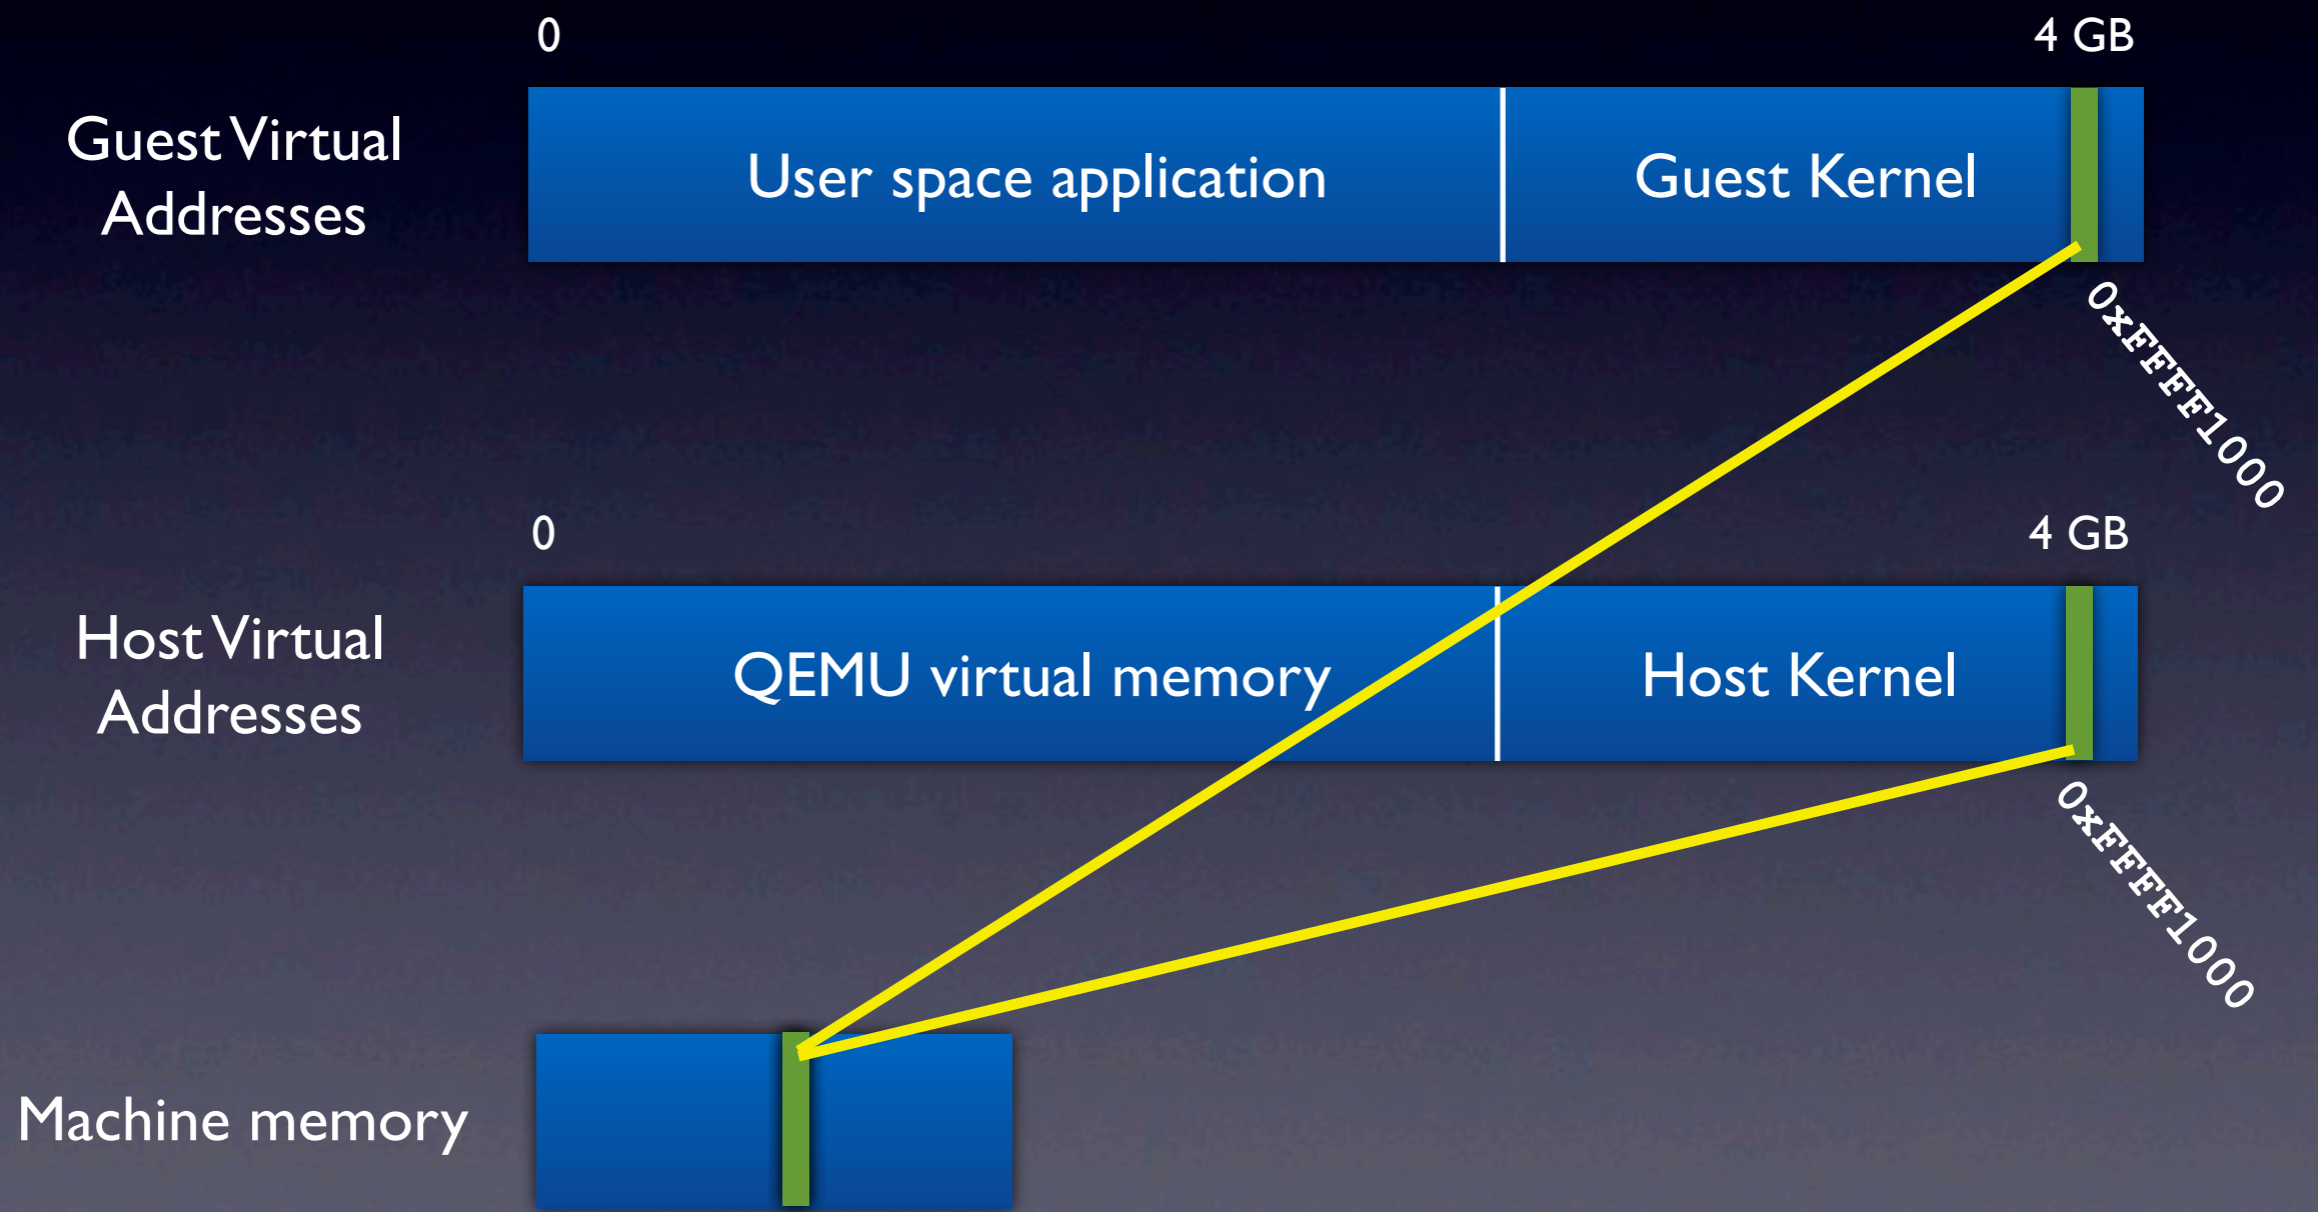 0
4 GB
Guest Virtual
Addresses
User space application
Guest Kernel
0xFFFF1000
0
4 GB
Host Virtual
Addresses
QEMU virtual memory
Host Kernel
0xFFFF1000
Machine memory